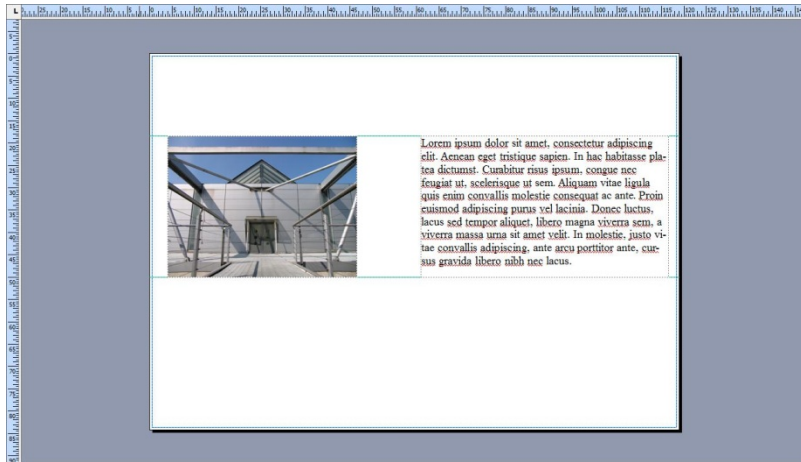 Lorem ipsum dolor sit amet, consectetur adipiscing
elit. Aenean eget tristique sapien. In hac habitasse pla-
tea dictumst. Curabitur risus ipsum, congue nec
feugiat ut, scelerisque ut sem. Aliquam vitae ligula
quis enim convallis molestie consequat ac ante. Proin
euismod adipiscing purus vel lacinia. Donec luctus,
lacus sed tempor aliquet, libero magna viverra sem, a
viverra massa urna sit amet velit. In molestie, justo vi-
tae convallis adipiscing, ante arcu porttitor ante, cur-
sus gravida libero nibh nec lacus.